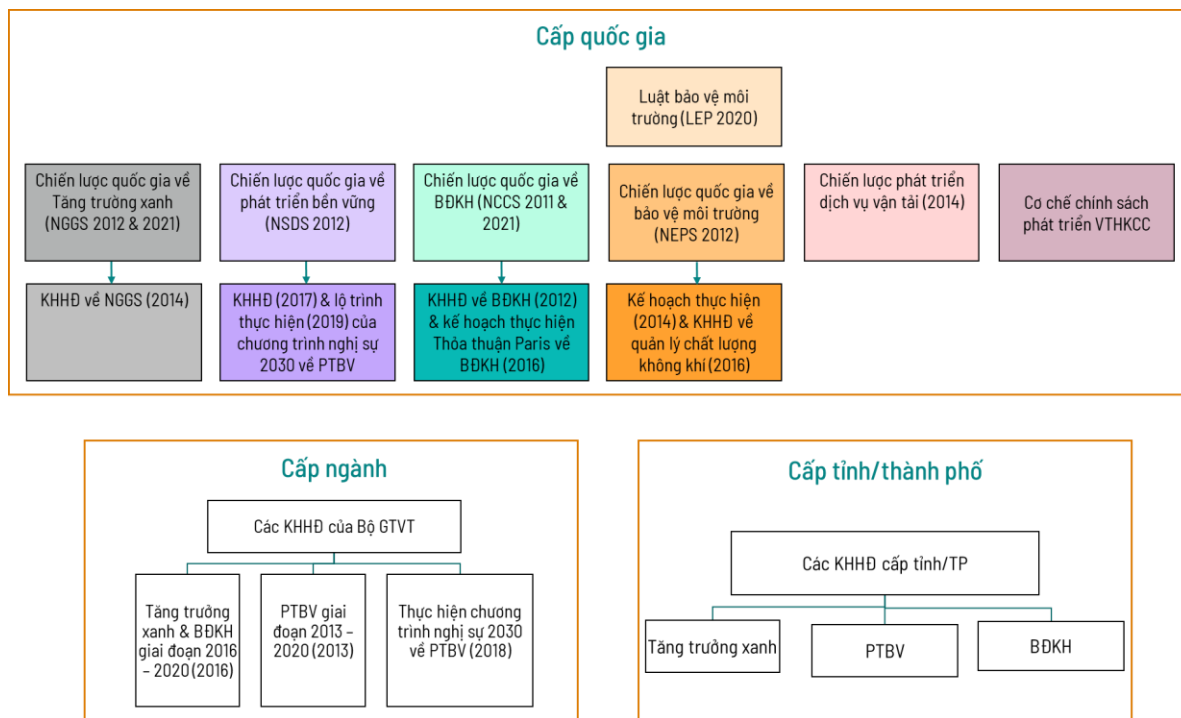 Cấp quốc gia
Luật bảo vệ môi
trường (LEP 2020)
Chiến lược quốc gia về
Tăng trưởng xanh
(NGGS 2012 & 2021)
Chiến lược quốc gia về
phát triển bền vững
(NSDS 2012)
Chiến lược quốc gia về
BĐKH (NCCS 2011 &
2021)
Chiến lược quốc gia về
bảo vệ môi trường
(NEPS 2012)
Chiến lược phát triển
dịch vụ vận tải (2014)
Cơ chế chính sách
phát triển VTHKCC
KHHĐ về NGGS (2014)
KHHĐ (2017) & lộ trình
thực hiện (2019) của
chương trình nghị sự
2030 về PTBV
KHHĐ về BĐKH (2012)
& kế hoạch thực hiện
Thỏa thuận Paris về
BĐKH (2016)
Kế hoạch thực hiện
(2014) & KHHĐ về
quản lý chất lượng
không khí (2016)
Cấp ngành
Các KHHĐ của Bộ GTVT
Tăng trưởng
xanh & BĐKH
giai đoạn 2016
– 2020 (2016)
PTBV giai
đoạn 2013 –
2020 (2013)
Thực hiện chương
trình nghị sự 2030
về PTBV (2018)
Cấp tỉnh/thành phố
Các KHHĐ cấp tỉnh/TP
Tăng trưởng xanh
PTBV
BĐKH